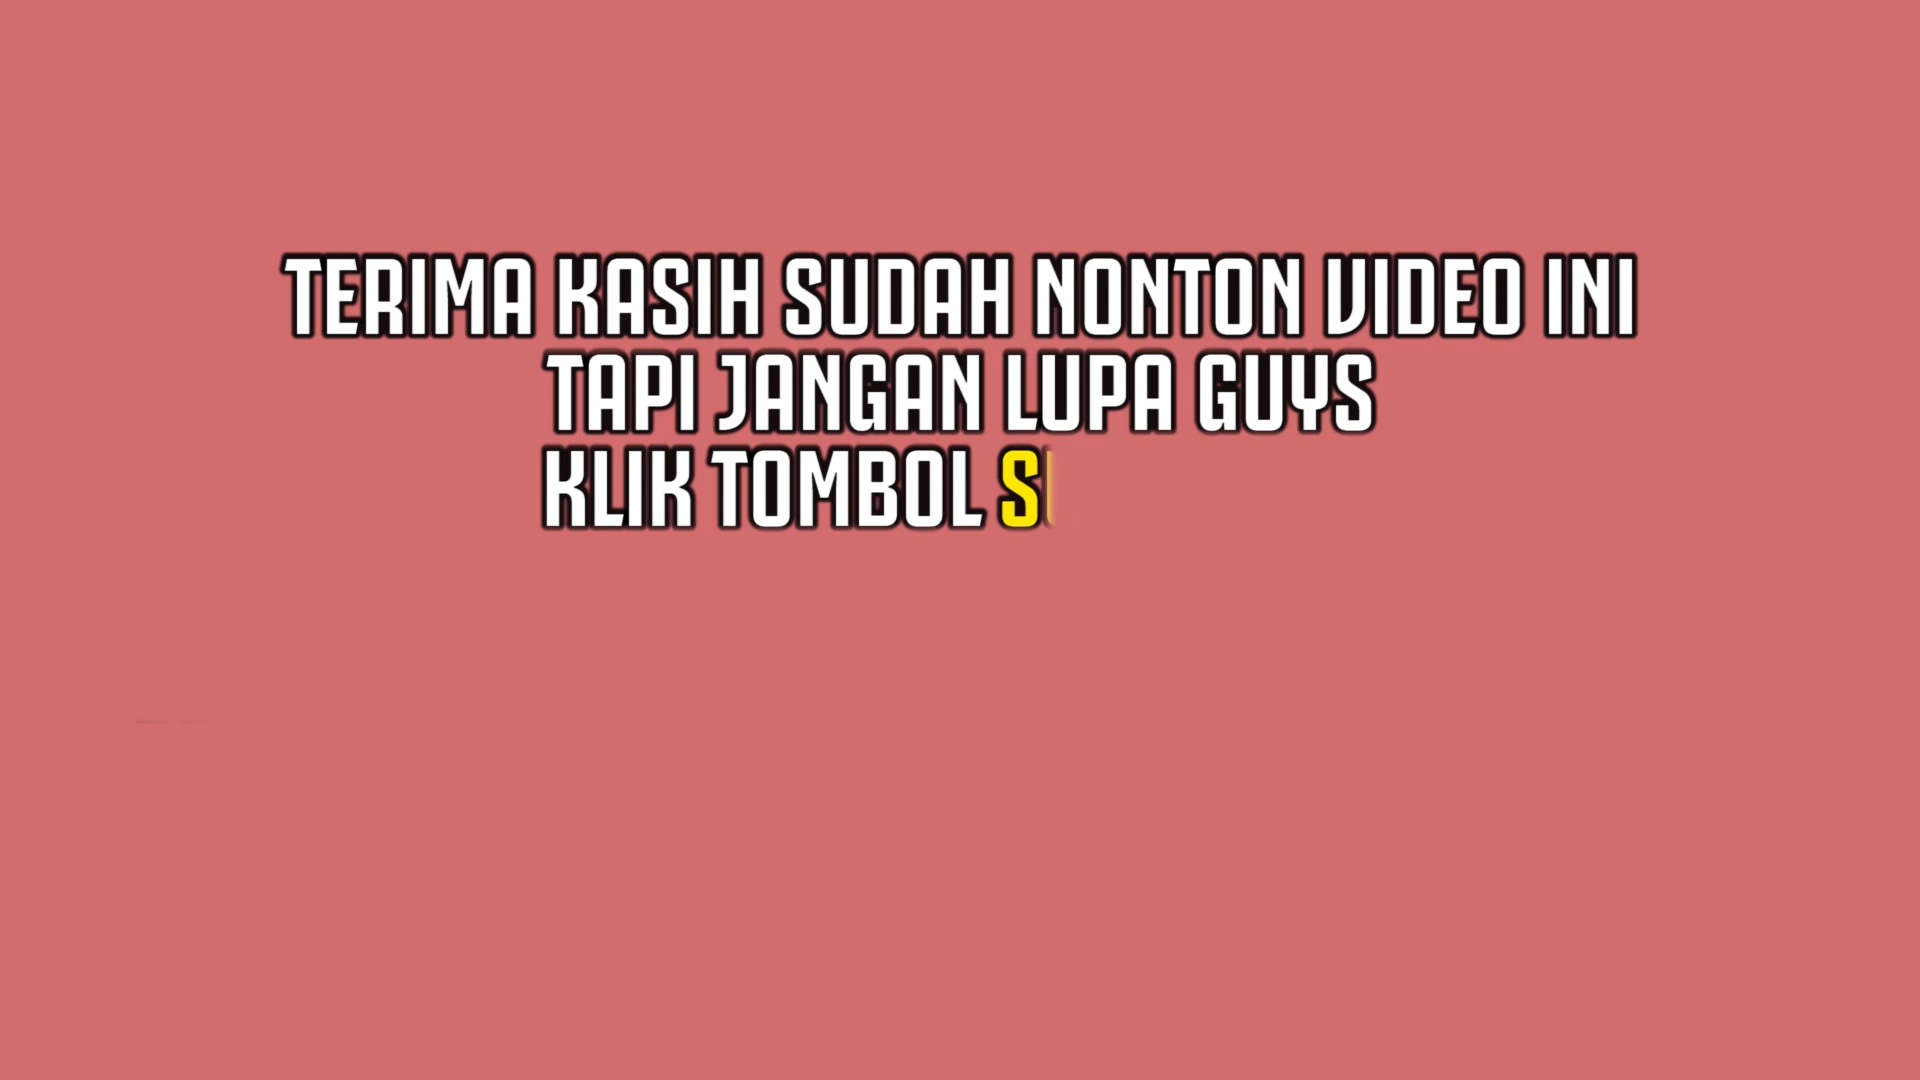 TERIMA KASIH SUDAH NONTON VIDEO INI
TAPI JANGAN LUPA GUYS
KLIK TOMBOL S